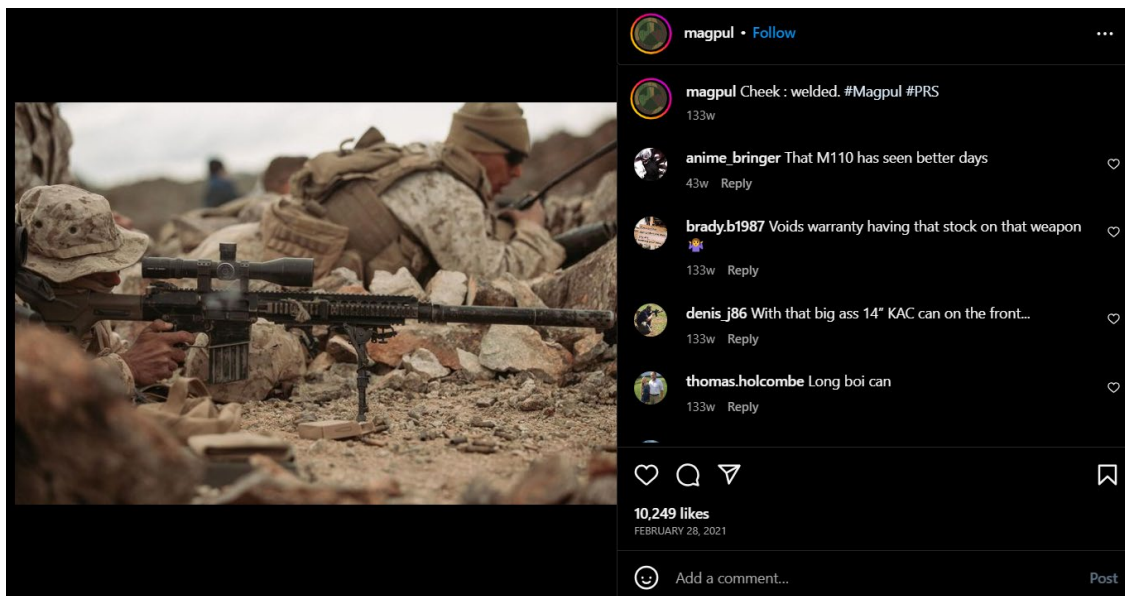 magpul • Follow
magpul Cheek : welded. #Magpul #PRS
133w
anime_bringer That M110 has seen better days
43w Reply
brady.b1987 Voids warranty having that stock on that weapon
🤷‍♀️
133w Reply
denis_j86 With that big ass 14” KAC can on the front...
133w Reply
thomas.holcombe Long boi can
133w Reply
10,249 likes
FEBRUARY 28, 2021
Add a comment...
Post